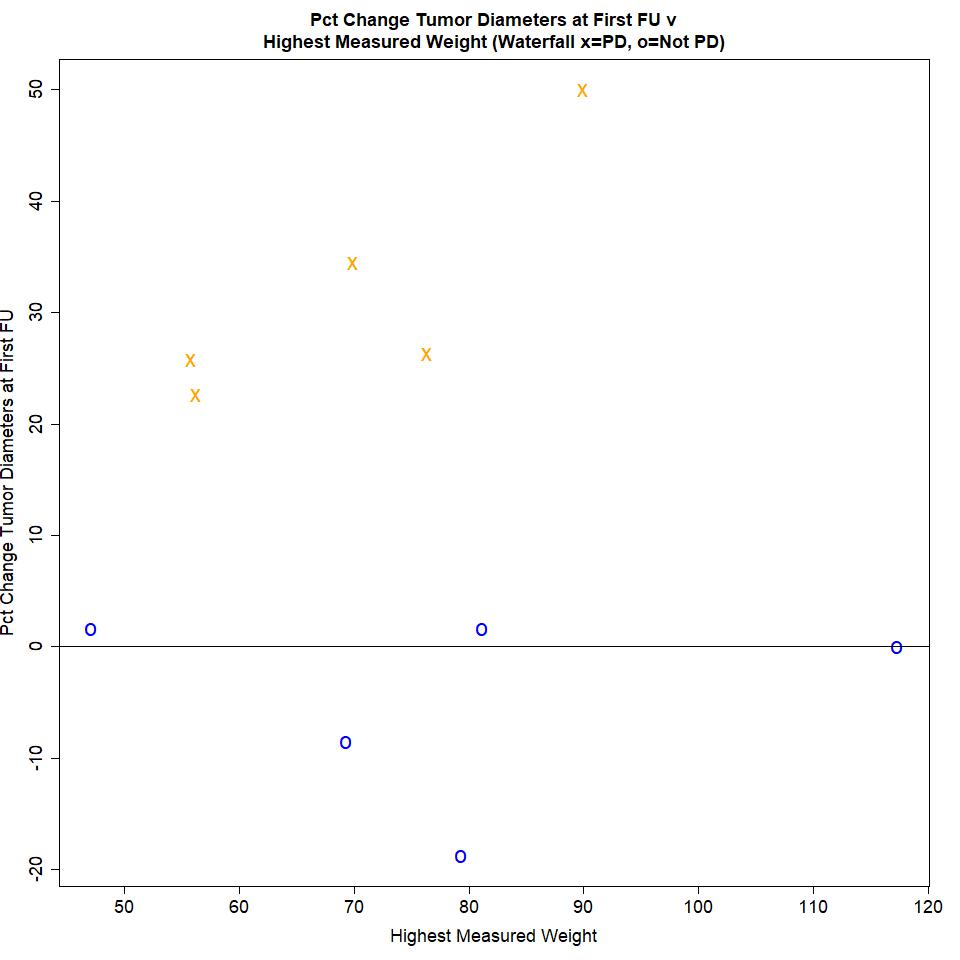 Pct Change Tumor Diameters at First FU v
Highest Measured Weight (Waterfall x=PD, o=Not PD)
Pct Change Tumor Diameters at First FU
50
40
30
20
10
0
-10
-20
X
X
X
X
X
O
O
O
O
O
50 60 70 80 90 100 110 120
Highest Measured Weight